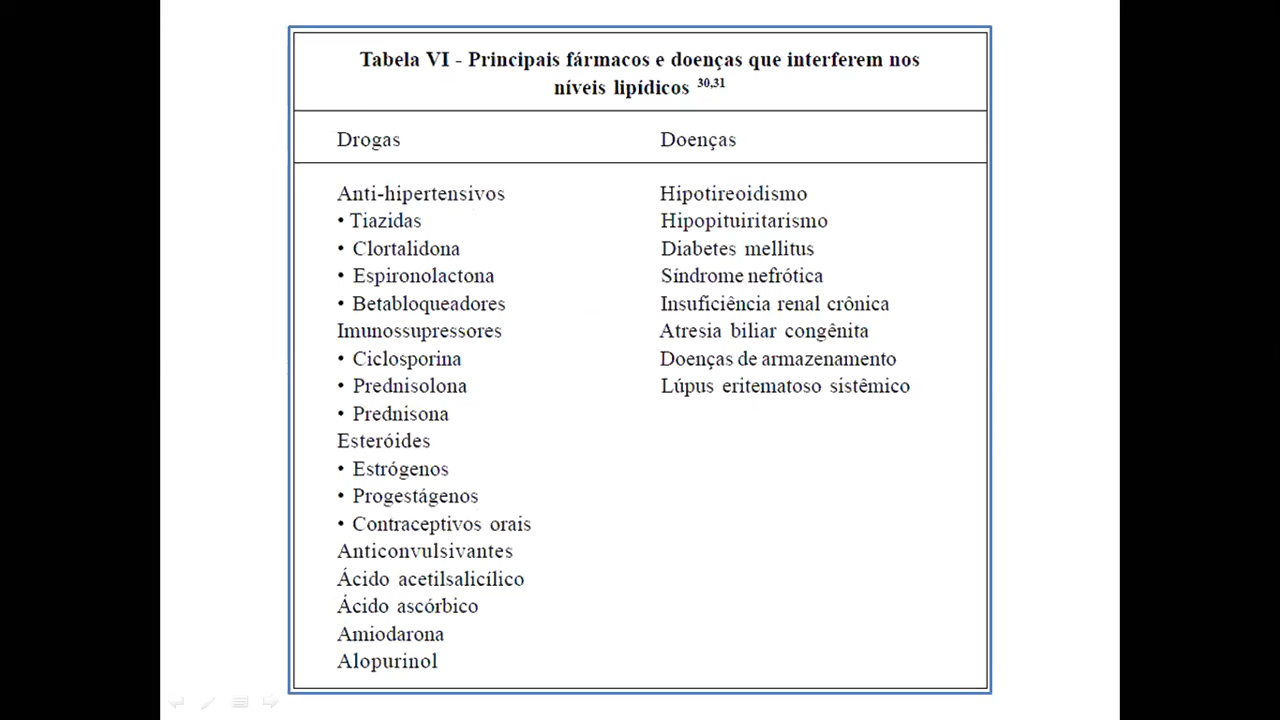 Tabela VI - Principais fármacos e doenças que interferem nos
níveis lipídicos 30,31
Drogas Doenças
Anti-hipertensivos Hipotireoidismo
• Tiazidas Hipopituiritarismo
• Clortalidona Diabetes mellitus
• Espironolactona Síndrome nefrótica
• Betabloqueadores Insuficiência renal crônica
Imunossupressores Atresia biliar congênita
• Ciclosporina Doenças de armazenamento
• Prednisolona Lúpus eritematoso sistêmico
• Prednisona
Esteróides
• Estrógenos
• Progestágenos
• Contraceptivos orais
Anticonvulsivantes
Ácido acetilsalicílico
Ácido ascórbico
Amiodarona
Alopurinol